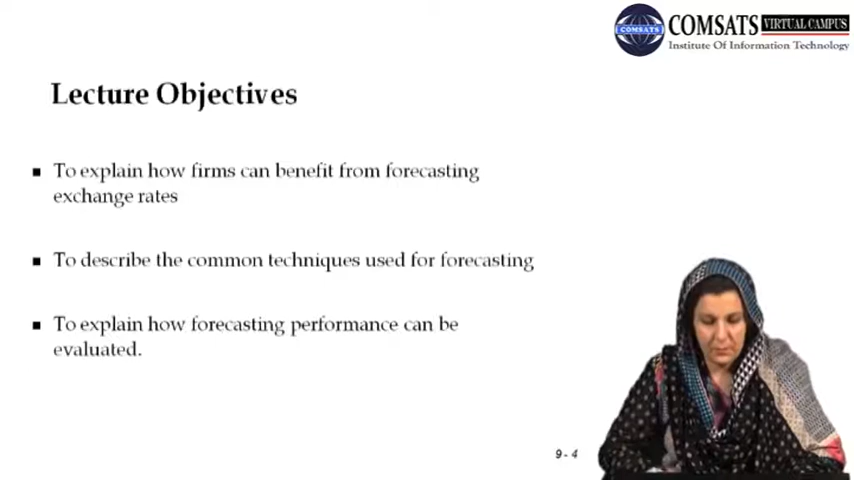 COMSATS VIRTUAL CAMPUS
COMSATS
Institute Of Information Technology
Lecture Objectives
▪ To explain how firms can benefit from forecasting
exchange rates
▪ To describe the common techniques used for forecasting
▪ To explain how forecasting performance can be
evaluated.
9 - 4